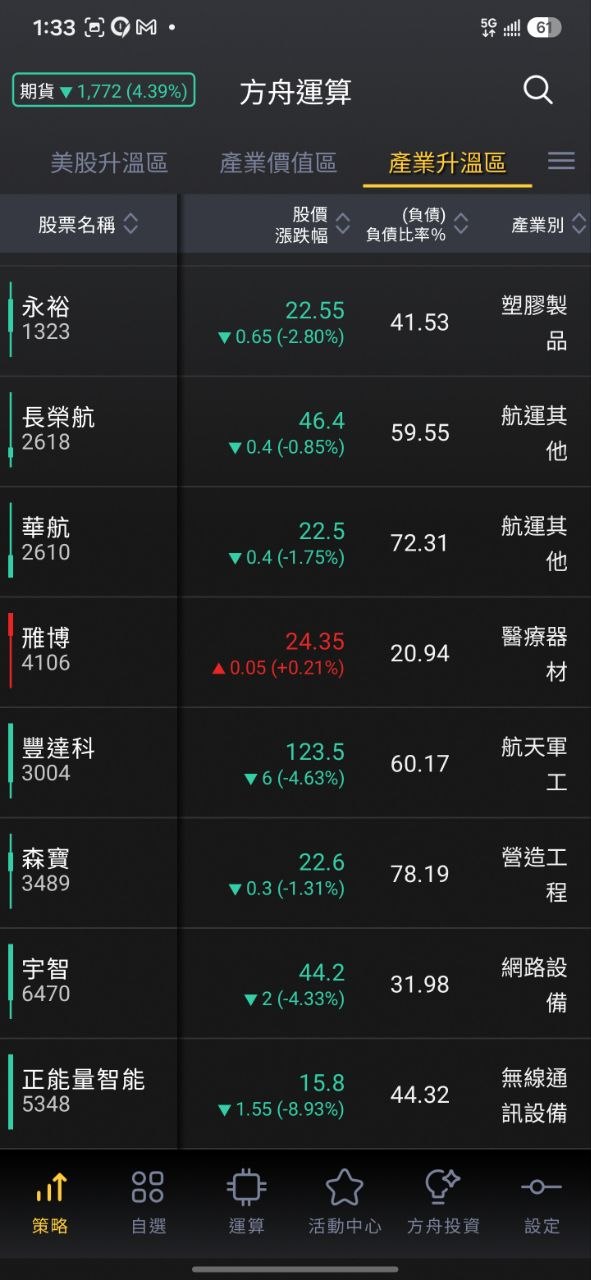 1:33
5G
61
期貨▼1,772 (4.39%)
方舟運算
美股升溫區 產業價值區 產業升溫區
股票名稱 股價 漲跌幅 (負債) 負債比率% 產業別
永裕
1323
22.55
▼0.65 (-2.80%)
41.53
塑膠製
品
長榮航
2618
46.4
▼0.4 (-0.85%)
59.55
航運其
他
華航
2610
22.5
▼0.4 (-1.75%)
72.31
航運其
他
雅博
4106
24.35
▲0.05 (+0.21%)
20.94
醫療器
材
豐達科
3004
123.5
▼6 (-4.63%)
60.17
航天軍
工
森寶
3489
22.6
▼0.3 (-1.31%)
78.19
營造工
程
宇智
6470
44.2
▼2 (-4.33%)
31.98
網路設
備
正能量智能
5348
15.8
▼1.55 (-8.93%)
44.32
無線通
訊設備
策略 自選 運算 活動中心 方舟投資 設定